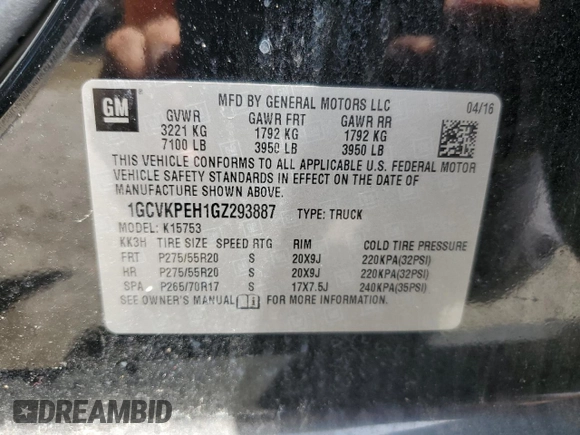 GM
MFD BY GENERAL MOTORS LLC 04/16
GVWR GAWR FRT GAWR RR
3221 KG 1792 KG 1792 KG
7100 LB 3950 LB 3950 LB
THIS VEHICLE CONFORMS TO ALL APPLICABLE U.S. FEDERAL MOTOR
VEHICLE SAFETY STANDARDS IN EFFECT ON THE DATE OF
MANUFACTURE SHOWN ABOVE.
1GCVKPEH1GZ293887 TYPE: TRUCK
MODEL: K15753
KK3H TIRE SIZE SPEED RTG RIM COLD TIRE PRESSURE
FRT P275/55R20 S 20X9J 220KPA(32PSI)
RR P275/55R20 S 20X9J 220KPA(32PSI)
SPA P265/70R17 S 17X7.5J 240KPA(35PSI)
SEE OWNER'S MANUAL FOR MORE INFORMATION.
DREAMBID